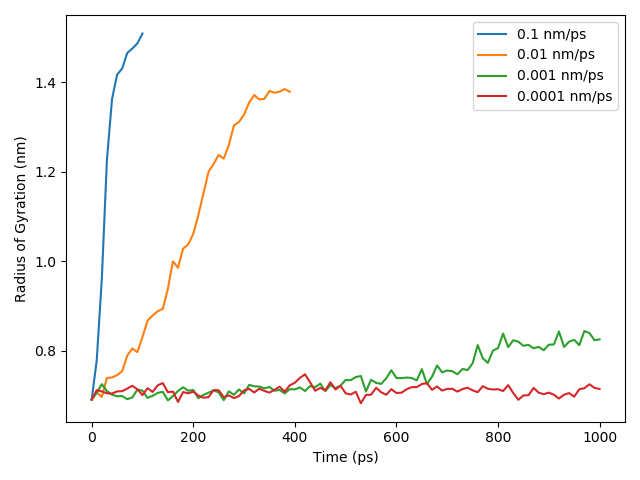 0.1 nm/ps
0.01 nm/ps
0.001 nm/ps
0.0001 nm/ps
Radius of Gyration (nm)
1.4
1.2
1.0
0.8
0 200 400 600 800 1000
Time (ps)